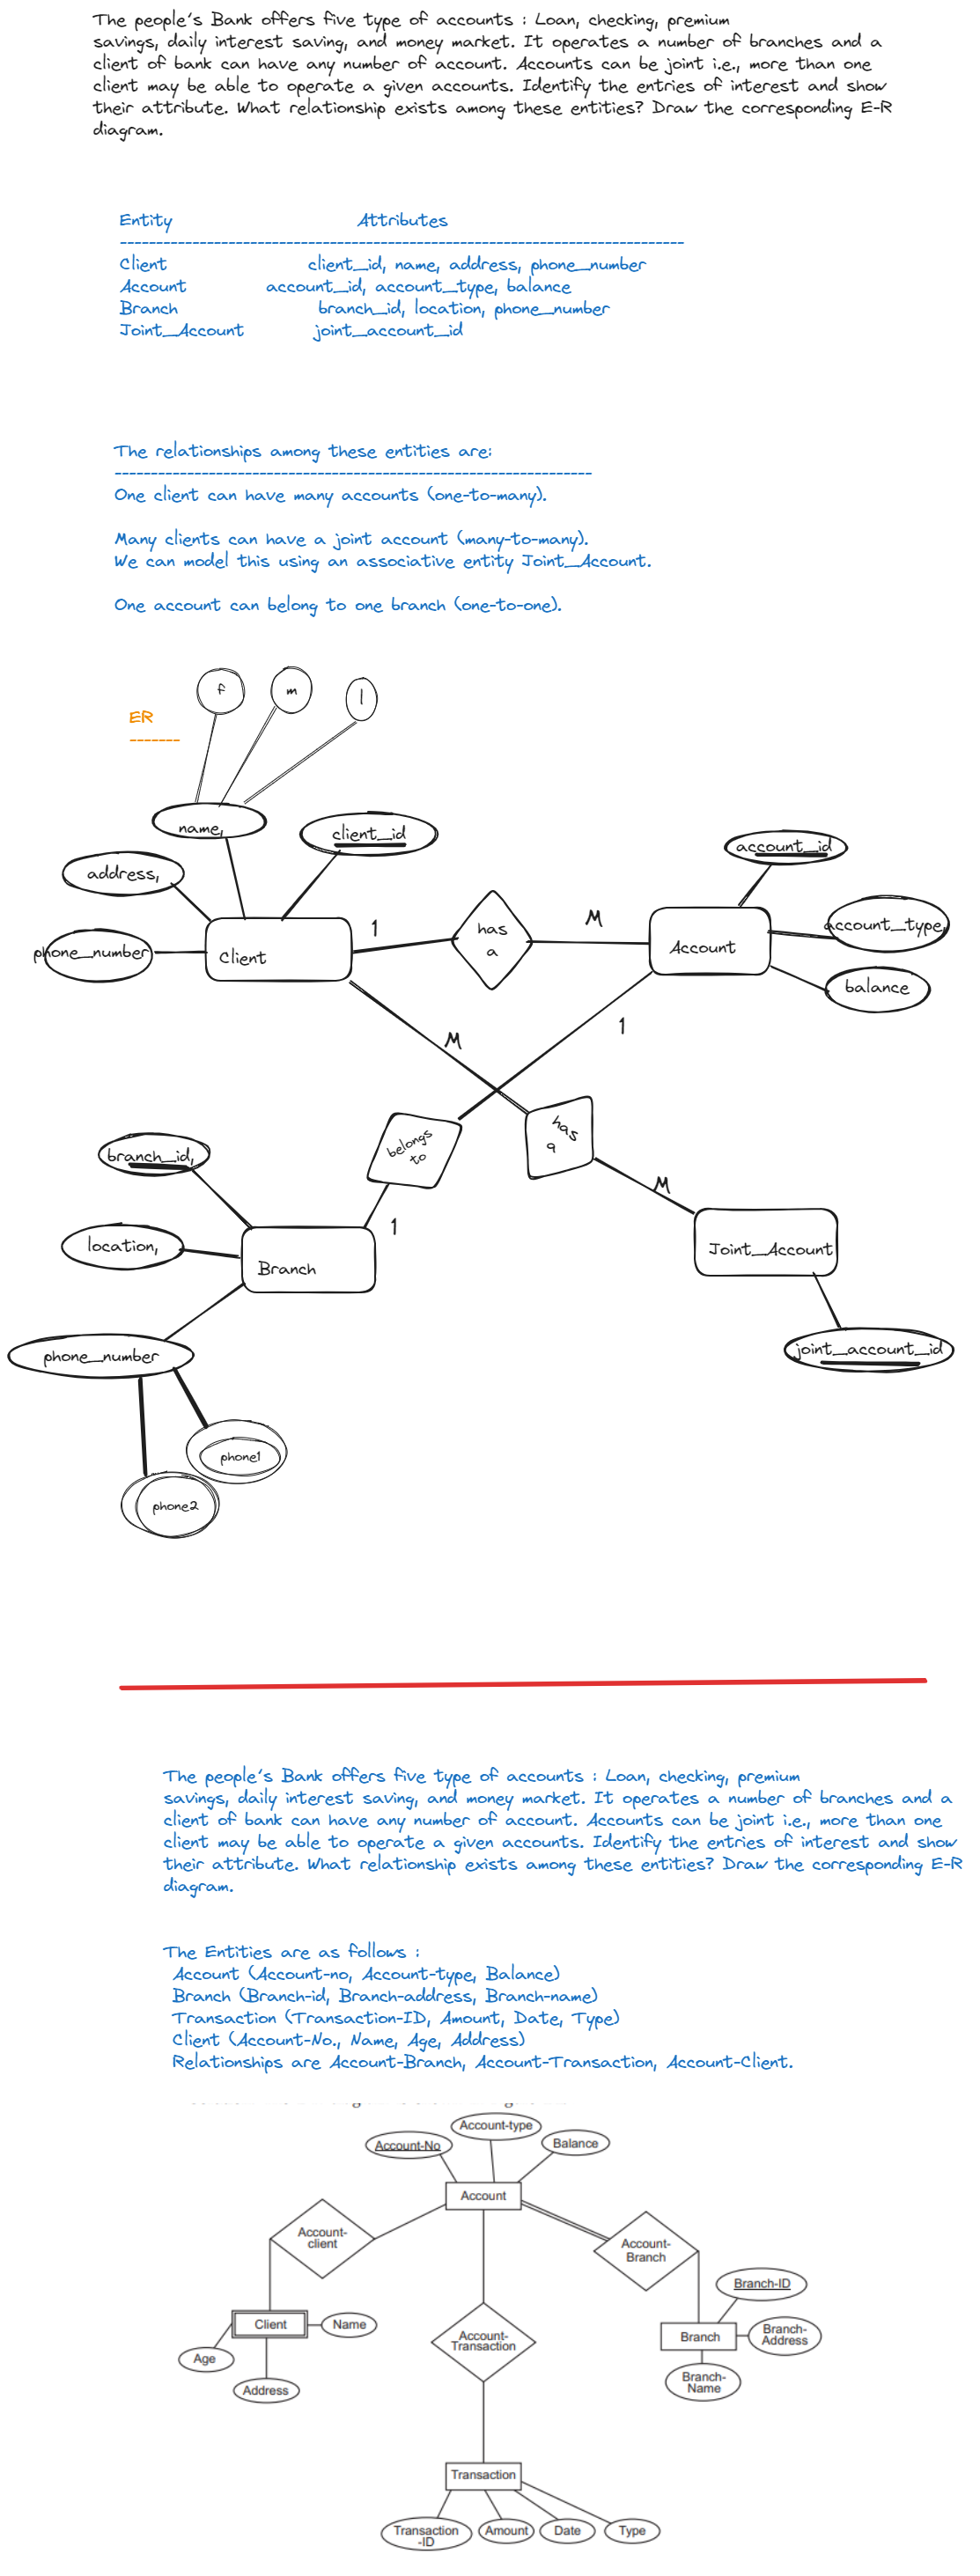 The people's Bank offers five type of accounts : Loan, checking, premium
savings, daily interest saving, and money market. It operates a number of branches and a
client of bank can have any number of account. Accounts can be joint i.e., more than one
client may be able to operate a given accounts. Identify the entries of interest and show
their attribute. What relationship exists among these entities? Draw the corresponding E-R
diagram.
Entity Attributes
------------------------------------------------------------------------------
Client client_id, name, address, phone_number
Account account_id, account_type, balance
Branch branch_id, location, phone_number
Joint_Account joint_account_id
The relationships among these entities are:
------------------------------------------------------------------
One client can have many accounts (one-to-many).
Many clients can have a joint account (many-to-many).
We can model this using an associative entity Joint_Account.
One account can belong to one branch (one-to-one).
f
m
l
ER
-------
name,
client_id
account_id
address,
account_type,
1
M
has
a
phone_number
Client
Account
balance
1
M
has
a
belongs
to
branch_id,
M
1
location,
Joint_Account
Branch
joint_account_id
phone_number
phone1
phone2
The people's Bank offers five type of accounts : Loan, checking, premium
savings, daily interest saving, and money market. It operates a number of branches and a
client of bank can have any number of account. Accounts can be joint i.e., more than one
client may be able to operate a given accounts. Identify the entries of interest and show
their attribute. What relationship exists among these entities? Draw the corresponding E-R
diagram.
The Entities are as follows :
Account (Account-no, Account-type, Balance)
Branch (Branch-id, Branch-address, Branch-name)
Transaction (Transaction-ID, Amount, Date, Type)
Client (Account-No., Name, Age, Address)
Relationships are Account-Branch, Account-Transaction, Account-Client.
Account-type
Account-No
Balance
Account
Account-
client
Account-
Branch
Branch-ID
Client
Name
Account-
Transaction
Branch
Branch-
Address
Age
Address
Branch-
Name
Transaction
Transaction
-ID
Amount
Date
Type